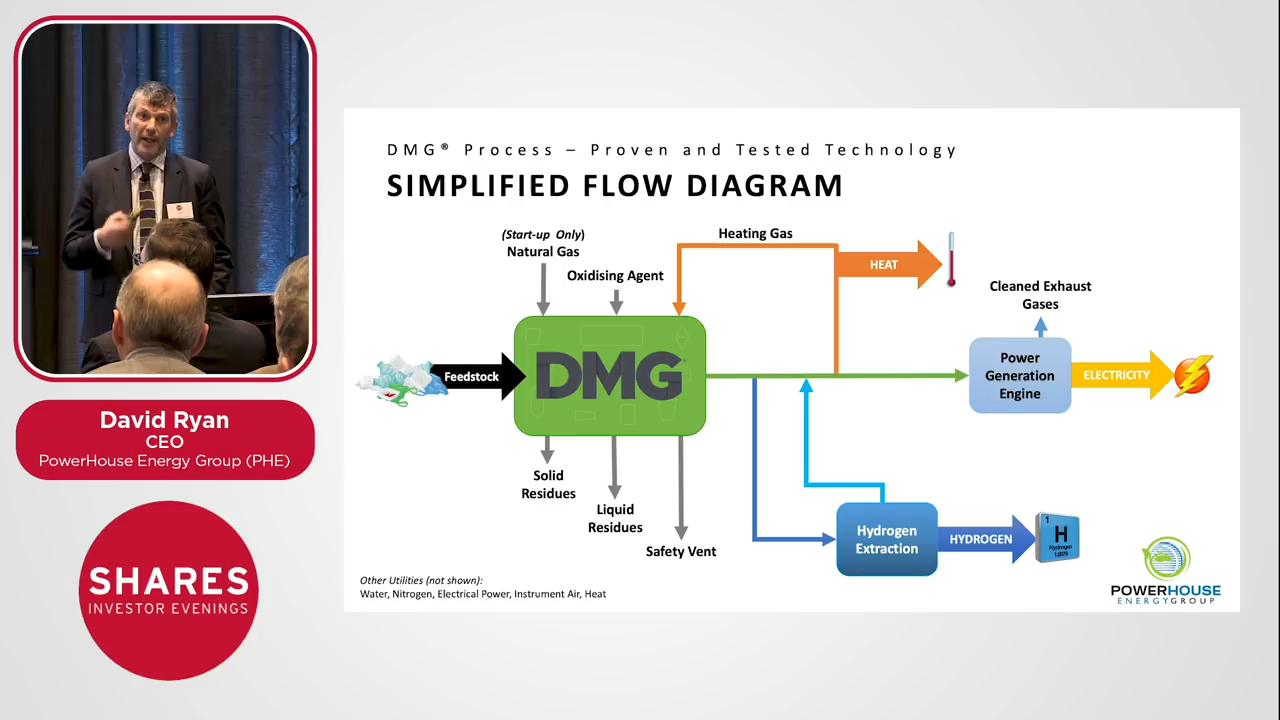 DMG® Process – Proven and Tested Technology
SIMPLIFIED FLOW DIAGRAM
(Start-up Only)
Natural Gas
Oxidising Agent
Heating Gas
HEAT
Cleaned Exhaust
Gases
Feedstock
DMG
Power
Generation
Engine
ELECTRICITY
Solid
Residues
Liquid
Residues
Safety Vent
Hydrogen
Extraction
HYDROGEN
1
H
Hydrogen
1.0079
Other Utilities (not shown):
Water, Nitrogen, Electrical Power, Instrument Air, Heat
POWERHOUSE
ENERGYGROUP
David Ryan
CEO
PowerHouse Energy Group (PHE)
SHARES
INVESTOR EVENINGS